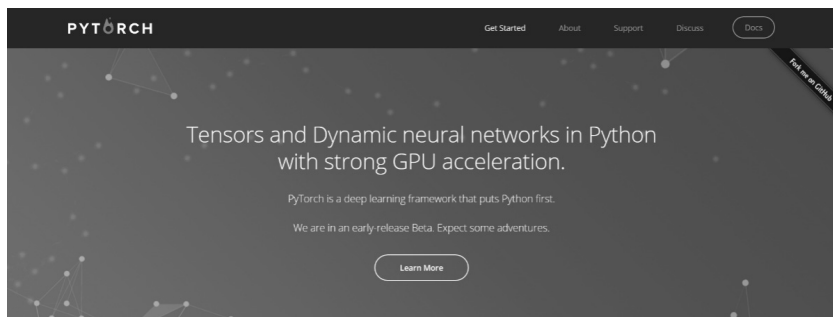 PYTORCH
Get Started
About
Support
Discuss
Docs
Fork me on GitHub
Tensors and Dynamic neural networks in Python
with strong GPU acceleration.
PyTorch is a deep learning framework that puts Python first.
We are in an early-release Beta. Expect some adventures.
Learn More